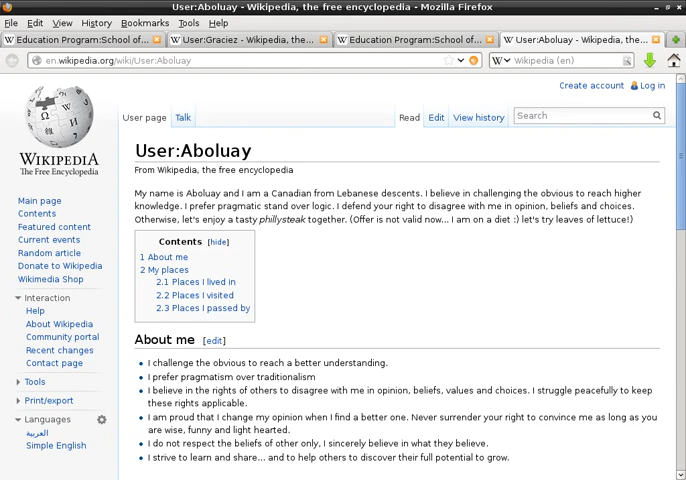 User:Aboluay - Wikipedia, the free encyclopedia - Mozilla Firefox
File Edit View History Bookmarks Tools Help
Education Program:School of... User:Graciez - Wikipedia, the... Education Program:School of... User:Aboluay - Wikipedia, the...
en.wikipedia.org/wiki/User:Aboluay Wikipedia (en)
Create account Log in
User page Talk Read Edit View history Search
WIKIPEDIA
The Free Encyclopedia
Main page
Contents
Featured content
Current events
Random article
Donate to Wikipedia
Wikimedia Shop
Interaction
Help
About Wikipedia
Community portal
Recent changes
Contact page
Tools
Print/export
Languages
العربية
Simple English
User:Aboluay
From Wikipedia, the free encyclopedia
My name is Aboluay and I am a Canadian from Lebanese descents. I believe in challenging the obvious to reach higher
knowledge. I prefer pragmatic stand over logic. I defend your right to disagree with me in opinion, beliefs and choices.
Otherwise, let's enjoy a tasty phillysteak together. (Offer is not valid now... I am on a diet :) let's try leaves of lettuce!)
Contents [hide]
1 About me
2 My places
2.1 Places I lived in
2.2 Places I visited
2.3 Places I passed by
About me [edit]
I challenge the obvious to reach a better understanding.
I prefer pragmatism over traditionalism
I believe in the rights of others to disagree with me in opinion, beliefs, values and choices. I struggle peacefully to keep
these rights applicable.
I am proud that I change my opinion when I find a better one. Never surrender your right to convince me as long as you
are wise, funny and light hearted.
I do not respect the beliefs of other only, I sincerely believe in what they believe.
I strive to learn and share... and to help others to discover their full potential to grow.